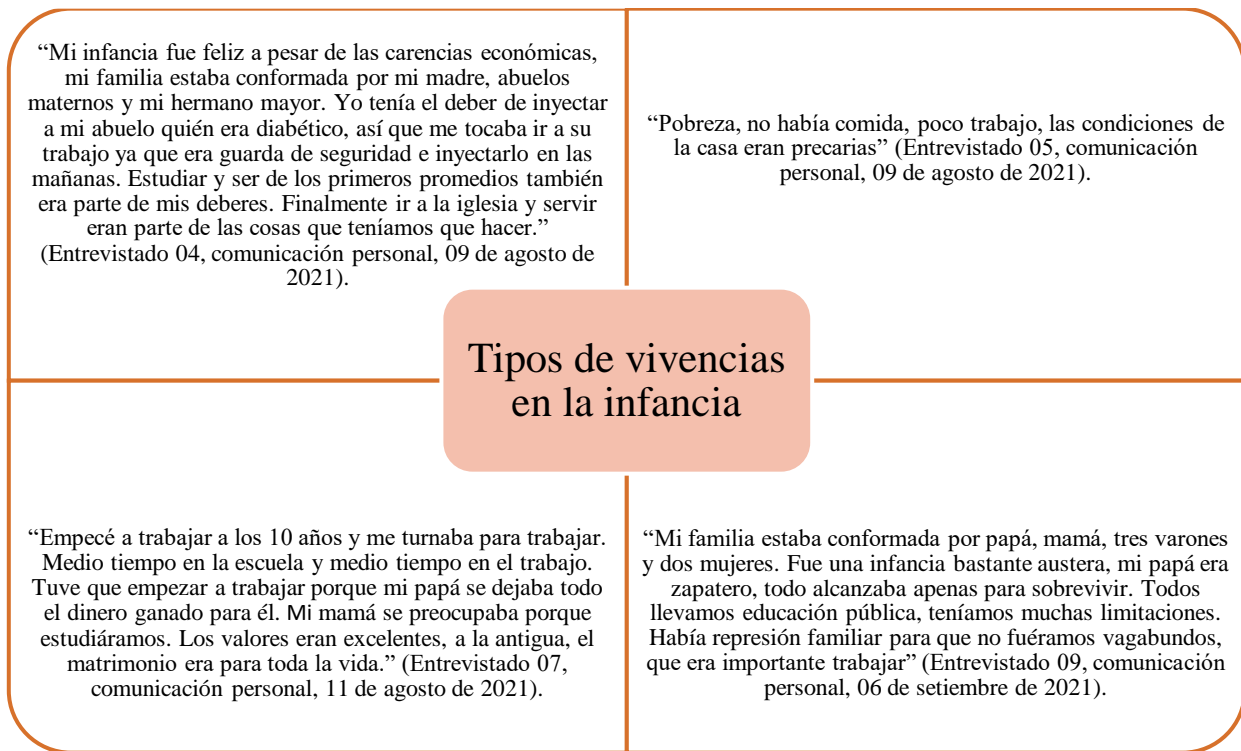 “Mi infancia fue feliz a pesar de las carencias económicas,
mi familia estaba conformada por mi madre, abuelos
maternos y mi hermano mayor. Yo tenía el deber de inyectar
a mi abuelo quién era diabético, así que me tocaba ir a su
trabajo ya que era guarda de seguridad e inyectarlo en las
mañanas. Estudiar y ser de los primeros promedios también
era parte de mis deberes. Finalmente ir a la iglesia y servir
eran parte de las cosas que teníamos que hacer.”
(Entrevistado 04, comunicación personal, 09 de agosto de
2021).
“Pobreza, no había comida, poco trabajo, las condiciones de
la casa eran precarias” (Entrevistado 05, comunicación
personal, 09 de agosto de 2021).
Tipos de vivencias
en la infancia
“Empecé a trabajar a los 10 años y me turnaba para trabajar.
Medio tiempo en la escuela y medio tiempo en el trabajo.
Tuve que empezar a trabajar porque mi papá se dejaba todo
el dinero ganado para él. Mi mamá se preocupaba porque
estudiáramos. Los valores eran excelentes, a la antigua, el
matrimonio era para toda la vida.” (Entrevistado 07,
comunicación personal, 11 de agosto de 2021).
“Mi familia estaba conformada por papá, mamá, tres varones
y dos mujeres. Fue una infancia bastante austera, mi papá era
zapatero, todo alcanzaba apenas para sobrevivir. Todos
llevamos educación pública, teníamos muchas limitaciones.
Había represión familiar para que no fuéramos vagabundos,
que era importante trabajar” (Entrevistado 09, comunicación
personal, 06 de setiembre de 2021).